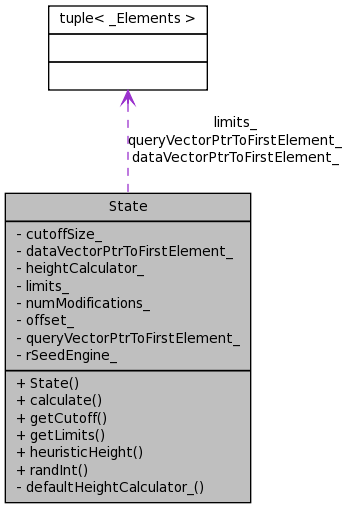 tuple< _Elements >
limits_
queryVectorPtrToFirstElement_
dataVectorPtrToFirstElement_
State
- cutoffSize_
- dataVectorPtrToFirstElement_
- heightCalculator_
- limits_
- numModifications_
- offset_
- queryVectorPtrToFirstElement_
- rSeedEngine_
+ State()
+ calculate()
+ getCutoff()
+ getLimits()
+ heuristicHeight()
+ randInt()
- defaultHeightCalculator_()